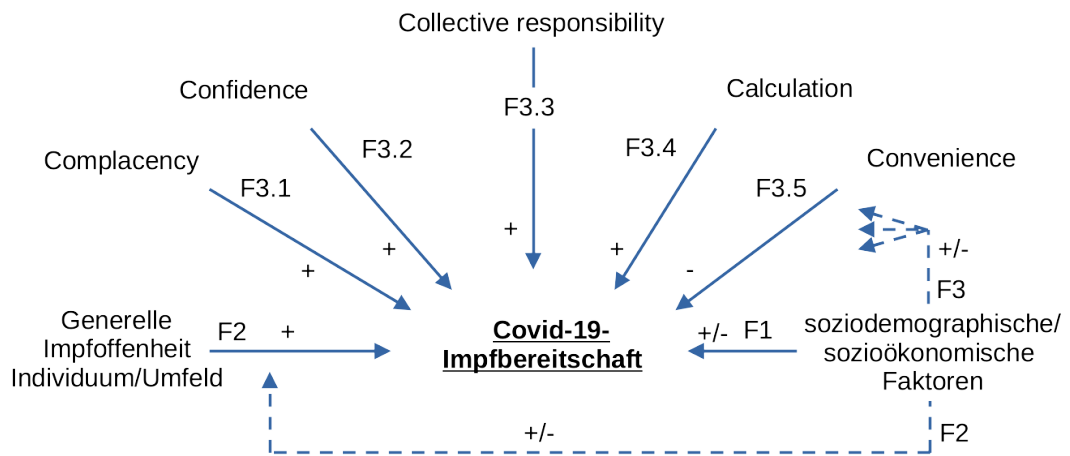 Collective responsibility
Confidence
Calculation
F3.3
F3.2
F3.4
Complacency
Convenience
F3.1
F3.5
+
+
+
+
-
+/-
F3
Generelle
Impfoffenheit
Individuum/Umfeld
F2
+
Covid-19-
Impfbereitschaft
+/-
F1
soziodemographische/
sozioökonomische
Faktoren
+/-
F2